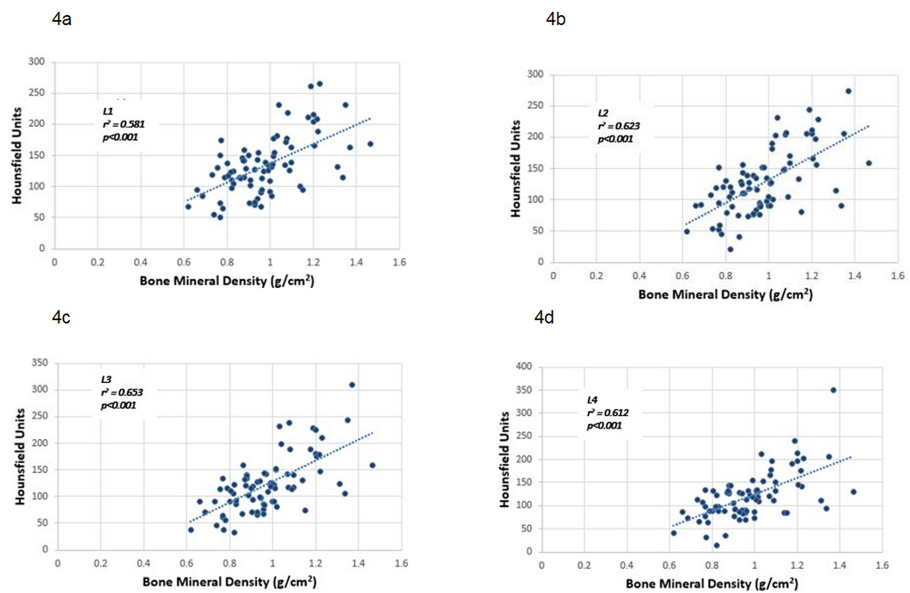 4a
4b
300
250
200
150
100
50
0
Hounsfield Units
L1
r² = 0.581
p<0.001
0 0.2 0.4 0.6 0.8 1 1.2 1.4 1.6
Bone Mineral Density (g/cm²)
300
250
200
150
100
50
0
Hounsfield Units
L2
r² = 0.623
p<0.001
0 0.2 0.4 0.6 0.8 1 1.2 1.4 1.6
Bone Mineral Density (g/cm²)
4c
4d
350
300
250
200
150
100
50
0
Hounsfield Units
L3
r² = 0.653
p<0.001
0 0.2 0.4 0.6 0.8 1 1.2 1.4 1.6
Bone Mineral Density (g/cm²)
400
350
300
250
200
150
100
50
0
Hounsfield Units
L4
r² = 0.612
p<0.001
0 0.2 0.4 0.6 0.8 1 1.2 1.4 1.6
Bone Mineral Density (g/cm²)